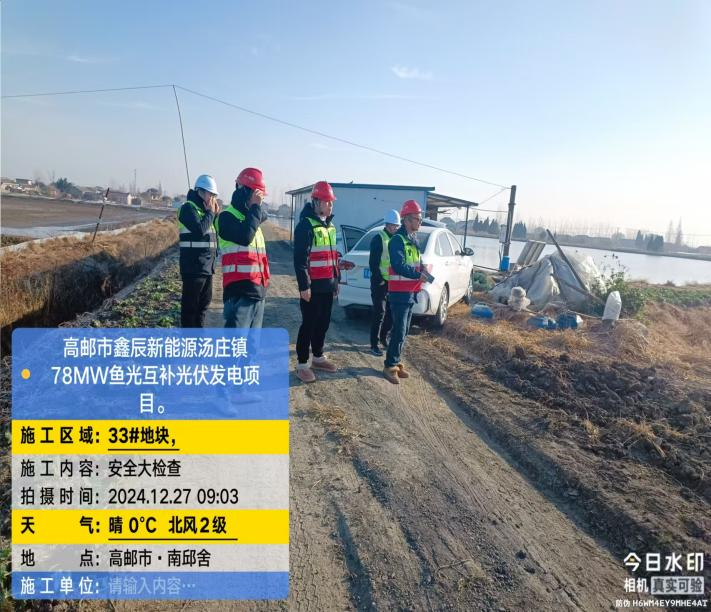 高邮市鑫辰新能源汤庄镇
78MW鱼光互补光伏发电项
目。
施工区域：33#地块，
施工内容：安全大检查
拍摄时间：2024.12.27 09:03
天 气：晴 0℃ 北风2级
地 点：高邮市·南邱舍
施工单位：请输入内容…
今日水印
相机 真实可验
防伪 H6WM4EY9MHE4AT